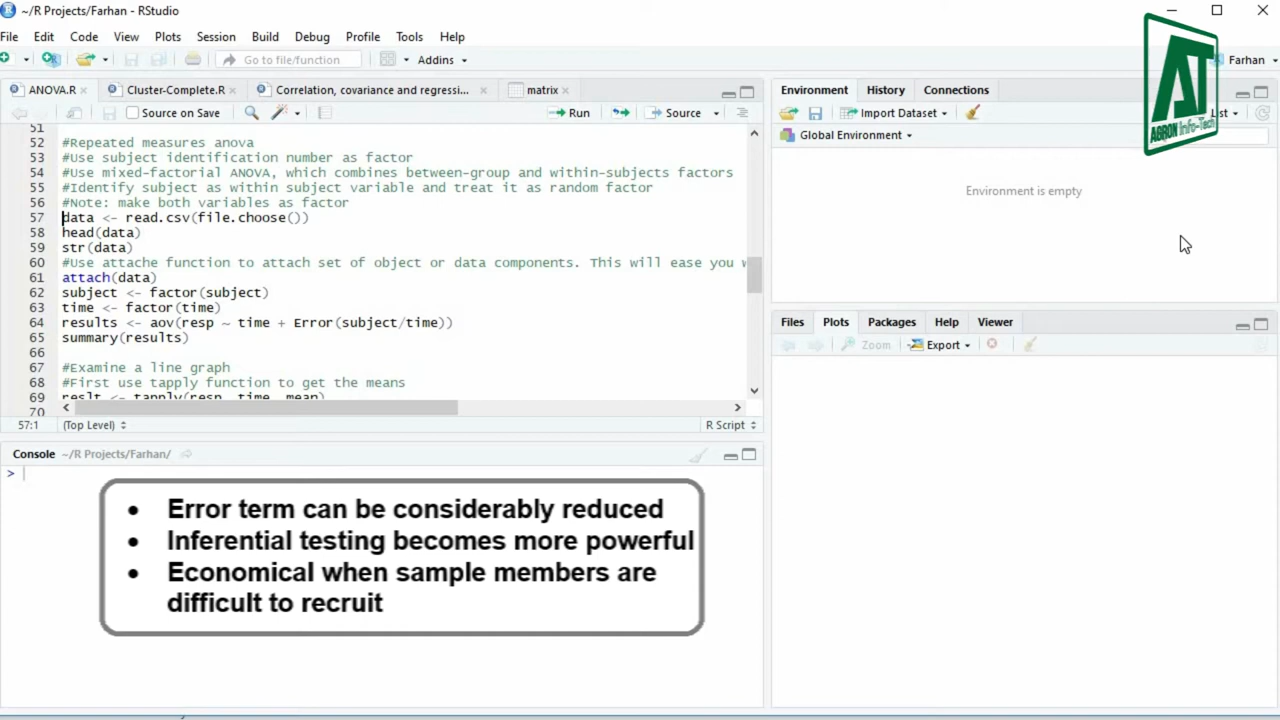 ~/R Projects/Farhan - RStudio
File Edit Code View Plots Session Build Debug Profile Tools Help
Go to file/function Addins Farhan
ANOVA.R Cluster-Complete.R Correlation, covariance and regressi... matrix
Source on Save Run Source
51
52 #Repeated measures anova
53 #Use subject identification number as factor
54 #Use mixed-factorial ANOVA, which combines between-group and within-subjects factors
55 #Identify subject as within subject variable and treat it as random factor
56 #Note: make both variables as factor
57 data <- read.csv(file.choose())
58 head(data)
59 str(data)
60 #Use attache function to attach set of object or data components. This will ease you
61 attach(data)
62 subject <- factor(subject)
63 time <- factor(time)
64 results <- aov(resp ~ time + Error(subject/time))
65 summary(results)
66
67 #Examine a line graph
68 #First use tapply function to get the means
69 reslt <- tapply(resp, time, mean)
70
57:1 (Top Level) R Script
Console ~/R Projects/Farhan/
>
• Error term can be considerably reduced
• Inferential testing becomes more powerful
• Economical when sample members are
difficult to recruit
Environment History Connections
Import Dataset List
Global Environment
Environment is empty
Files Plots Packages Help Viewer
Zoom Export
AT
AGRON Info-Tech